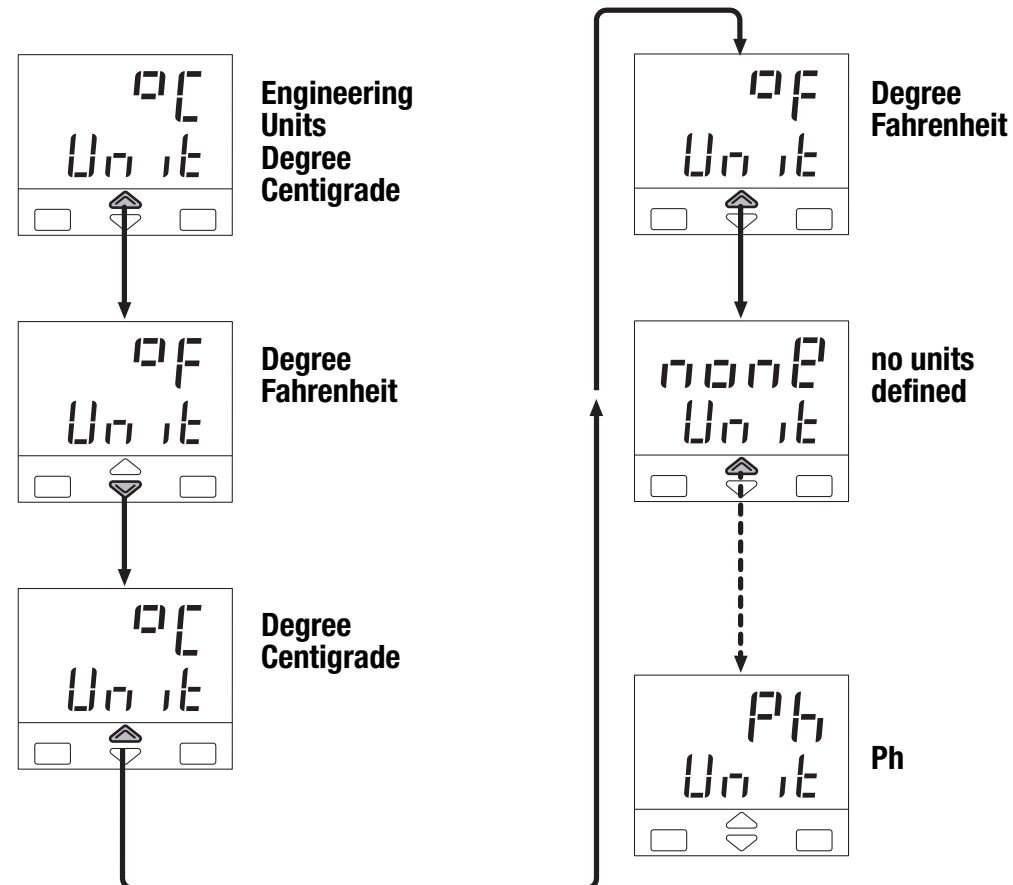 °C
Unit
Engineering
Units
Degree
Centigrade
°F
Unit
Degree
Fahrenheit
°C
Unit
Degree
Centigrade
°F
Unit
Degree
Fahrenheit
nonE
Unit
no units
defined
Ph
Unit
Ph